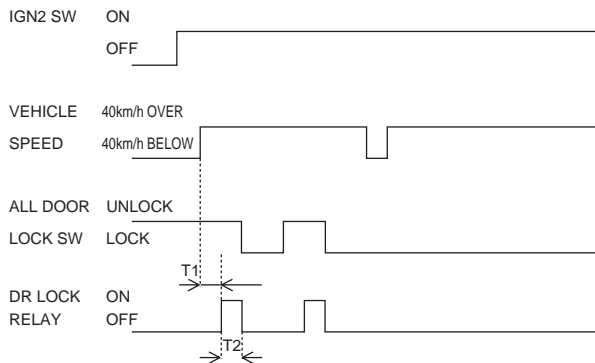 IGN2 SW ON
OFF
VEHICLE 40km/h OVER
SPEED 40km/h BELOW
ALL DOOR UNLOCK
LOCK SW LOCK
T1
DR LOCK ON
RELAY OFF
T2